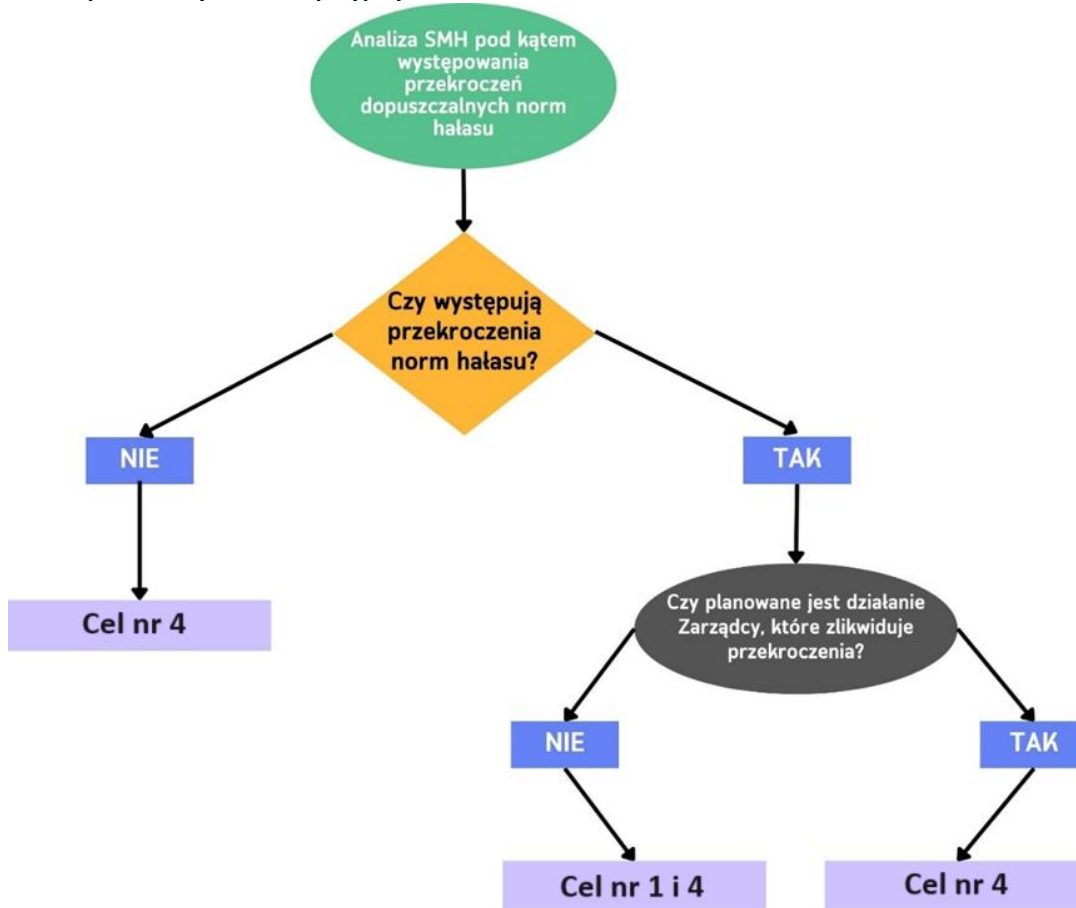 Analiza SMH pod kątem
występowania
przekroczeń
dopuszczalnych norm
hałasu
Czy występują
przekroczenia
norm hałasu?
NIE
TAK
Cel nr 4
Czy planowane jest działanie
Zarządcy, które zlikwiduje
przekroczenia?
NIE
TAK
Cel nr 1 i 4
Cel nr 4